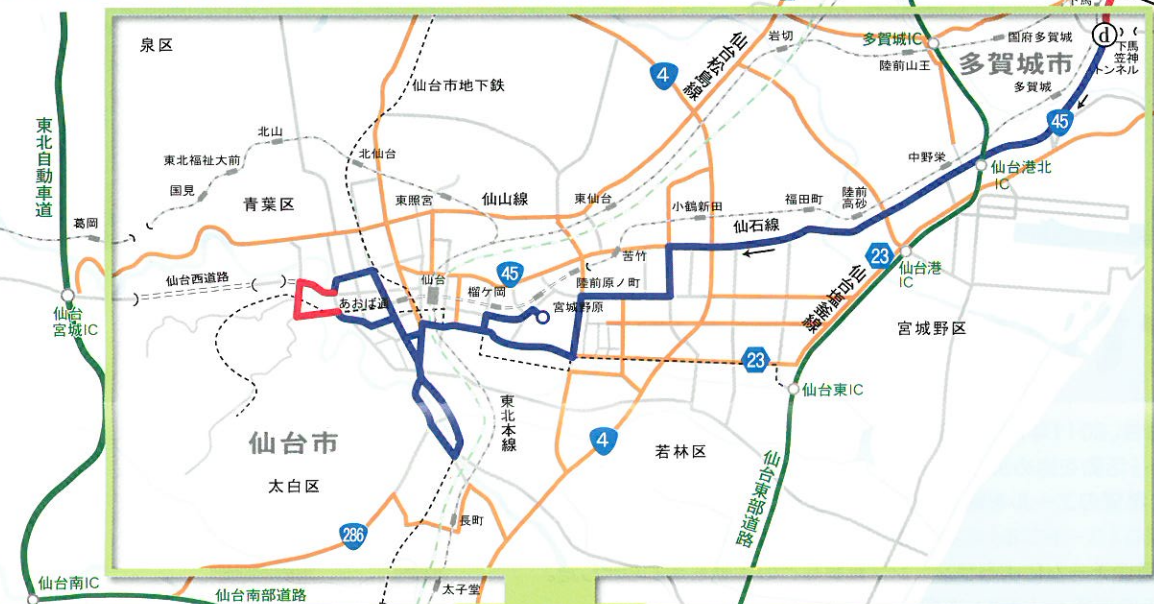 下馬
泉区
岩切
多賀城IC
国府多賀城
d
下馬
笠神
トンネル
陸前山王
多賀城市
仙台松島線
4
仙台市地下鉄
多賀城
45
東北自動車道
北山
北仙台
東北福祉大前
国見
中野栄
仙台港北
IC
青葉区
東照宮
仙山線
東仙台
小鶴新田
福田町
陸前
高砂
葛岡
仙石線
苦竹
23
仙台港
IC
仙台西道路
仙台
45
榴ケ岡
陸前原ノ町
あおば通
宮城野原
仙台塩釜線
仙台
宮城IC
宮城野区
23
仙台東IC
東北本線
仙台市
4
若林区
太白区
仙台東部道路
長町
286
仙台南IC
仙台南部道路
太子堂